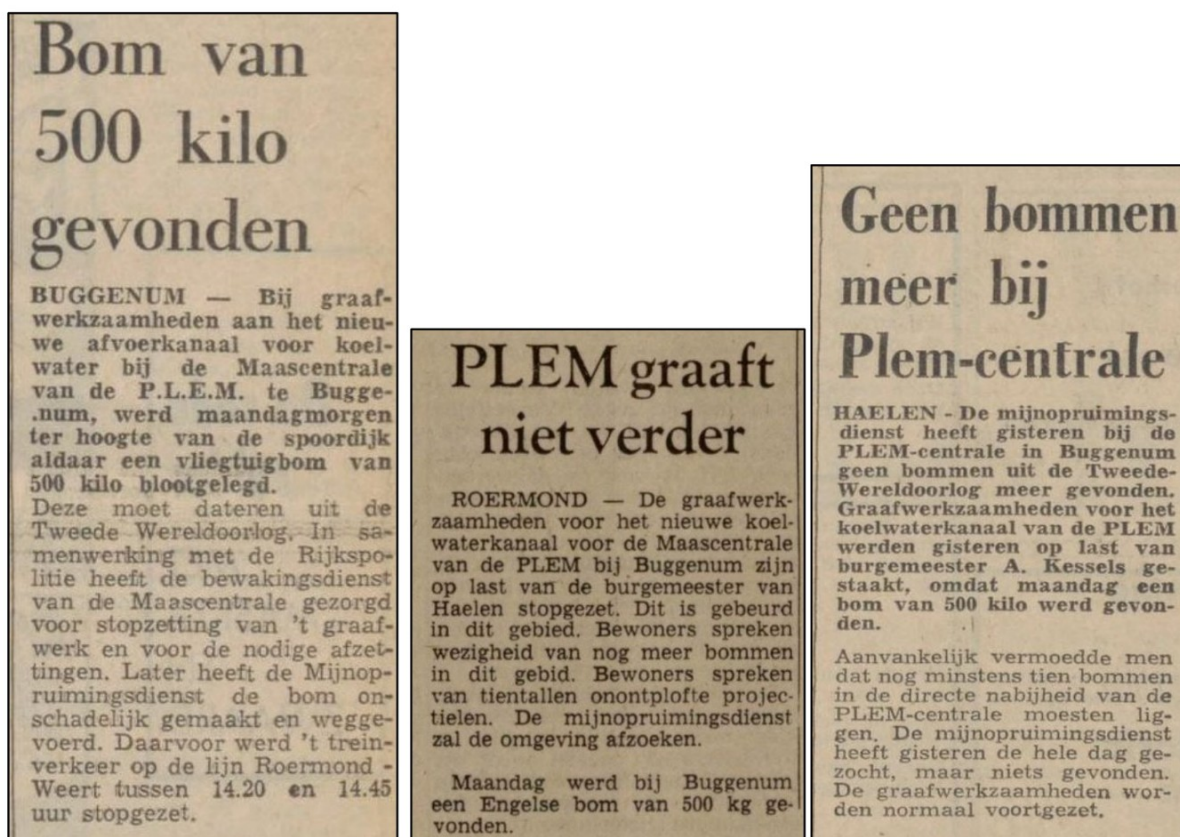 Bom van
500 kilo
gevonden
BUGGENUM — Bij graaf-
werkzaamheden aan het nieu-
we afvoerkanaal voor koel-
water bij de Maascentrale
van de P.L.E.M. te Bugge-
.num, werd maandagmorgen
ter hoogte van de spoordijk
aldaar een vliegtuigbom van
500 kilo blootgelegd.
Deze moet dateren uit de
Tweede Wereldoorlog. In sa-
menwerking met de Rijkspo-
litie heeft de bewakingsdienst
van de Maascentrale gezorgd
voor stopzetting van 't graaf-
werk en voor de nodige afzet-
tingen. Later heeft de Mijnop-
ruimingsdienst de bom on-
schadelijk gemaakt en wegge-
voerd. Daarvoor werd 't trein-
verkeer op de lijn Roermond -
Weert tussen 14.20 en 14.45
uur stopgezet.
PLEM graaft
niet verder
ROERMOND — De graafwerk-
zaamheden voor het nieuwe koel-
waterkanaal voor de Maascentrale
van de PLEM bij Buggenum zijn
op last van de burgemeester van
Haelen stopgezet. Dit is gebeurd
in dit gebied. Bewoners spreken
wezigheid van nog meer bommen
in dit gebid. Bewoners spreken
van tientallen onontplofte projec-
tielen. De mijnopruimingsdienst
zal de omgeving afzoeken.
Maandag werd bij Buggenum
een Engelse bom van 500 kg ge-
vonden.
Geen bommen
meer bij
Plem-centrale
HAELEN - De mijnopruimings-
dienst heeft gisteren bij de
PLEM-centrale in Buggenum
geen bommen uit de Tweede-
Wereldoorlog meer gevonden.
Graafwerkzaamheden voor het
koelwaterkanaal van de PLEM
werden gisteren op last van
burgemeester A. Kessels ge-
staakt, omdat maandag een
bom van 500 kilo werd gevon-
den.
Aanvankelijk vermoedde men
dat nog minstens tien bommen
in de directe nabijheid van de
PLEM-centrale moesten lig-
gen. De mijnopruimingsdienst
heeft gisteren de hele dag ge-
zocht, maar niets gevonden.
De graafwerkzaamheden wor-
den normaal voortgezet.